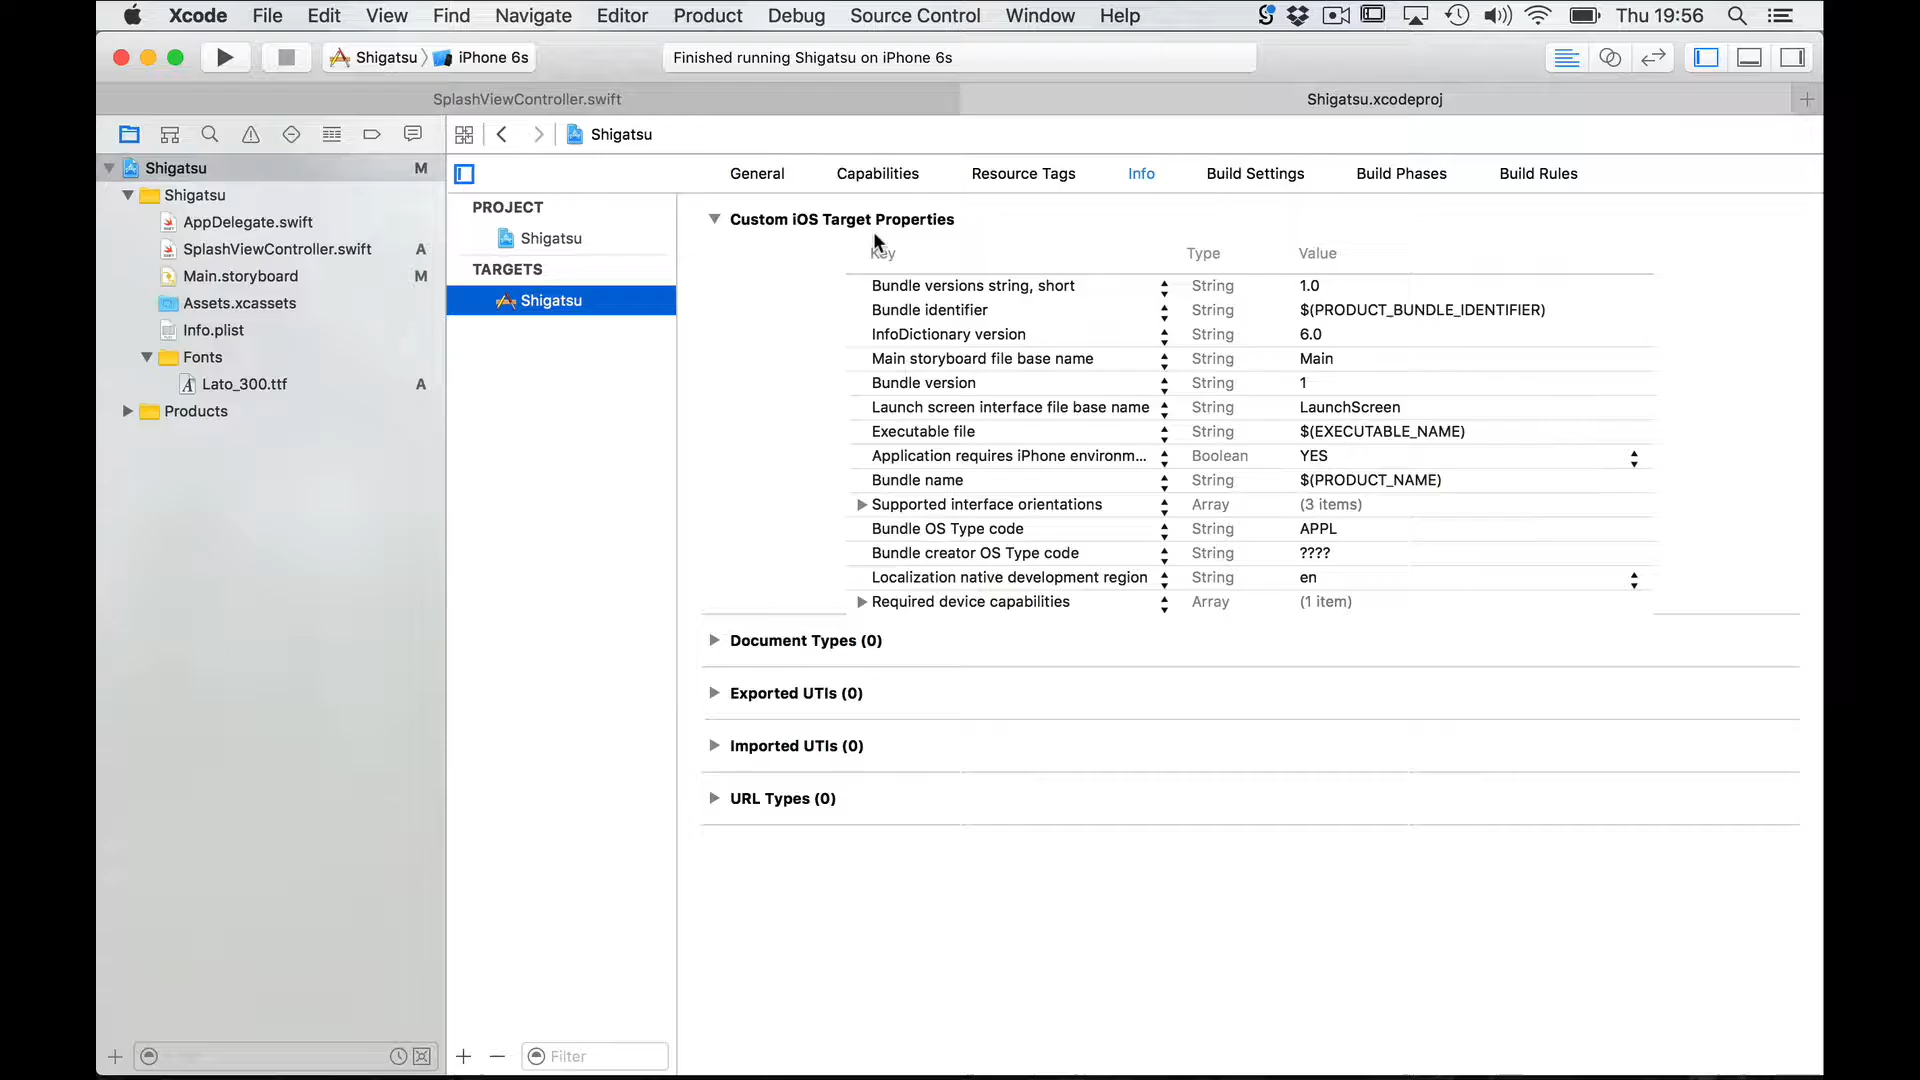 Xcode File Edit View Find Navigate Editor Product Debug Source Control Window Help Thu 19:56
Shigatsu iPhone 6s
Finished running Shigatsu on iPhone 6s
SplashViewController.swift
Shigatsu.xcodeproj
Shigatsu
Shigatsu M
Shigatsu
AppDelegate.swift
SplashViewController.swift A
Main.storyboard M
Assets.xcassets
Info.plist
Fonts
Lato_300.ttf A
Products
PROJECT
Shigatsu
TARGETS
Shigatsu
Filter
General Capabilities Resource Tags Info Build Settings Build Phases Build Rules
Custom iOS Target Properties
Key Type Value
Bundle versions string, short String 1.0
Bundle identifier String $(PRODUCT_BUNDLE_IDENTIFIER)
InfoDictionary version String 6.0
Main storyboard file base name String Main
Bundle version String 1
Launch screen interface file base name String LaunchScreen
Executable file String $(EXECUTABLE_NAME)
Application requires iPhone environm... Boolean YES
Bundle name String $(PRODUCT_NAME)
Supported interface orientations Array (3 items)
Bundle OS Type code String APPL
Bundle creator OS Type code String ????
Localization native development region String en
Required device capabilities Array (1 item)
Document Types (0)
Exported UTIs (0)
Imported UTIs (0)
URL Types (0)